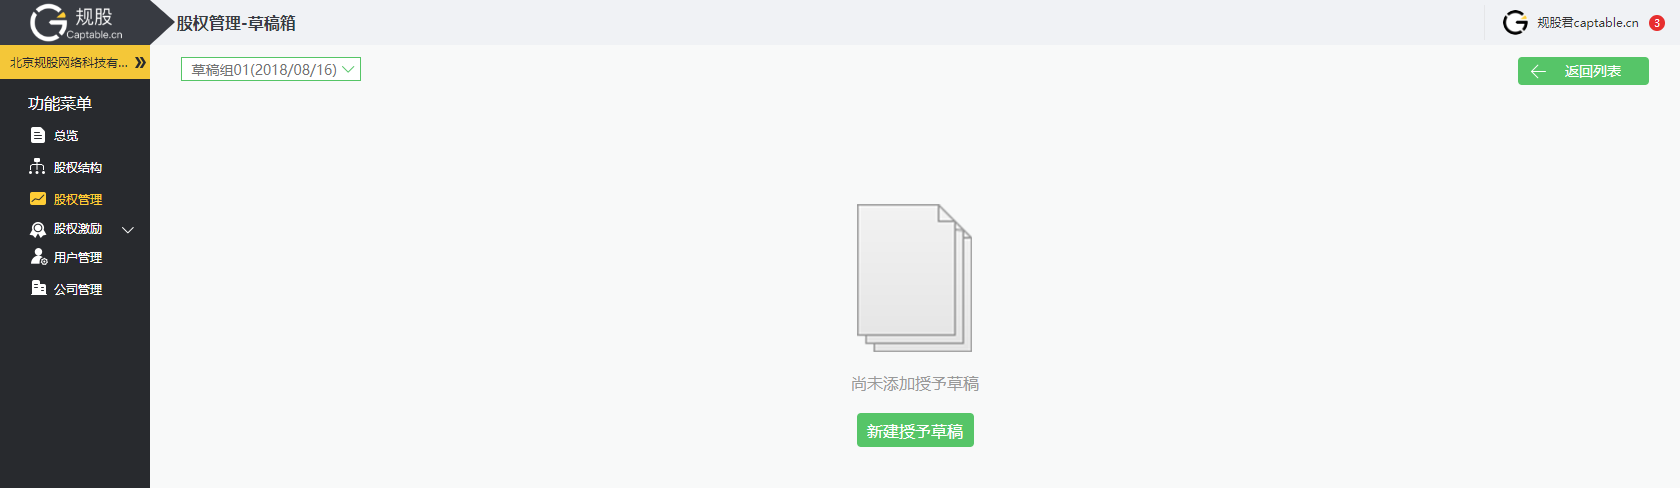 规股
Captable.cn
股权管理-草稿箱
规股君captable.cn
3
北京规股网络科技有...
草稿组01(2018/08/16)
返回列表
功能菜单
总览
股权结构
股权管理
股权激励
用户管理
公司管理
尚未添加授予草稿
新建授予草稿